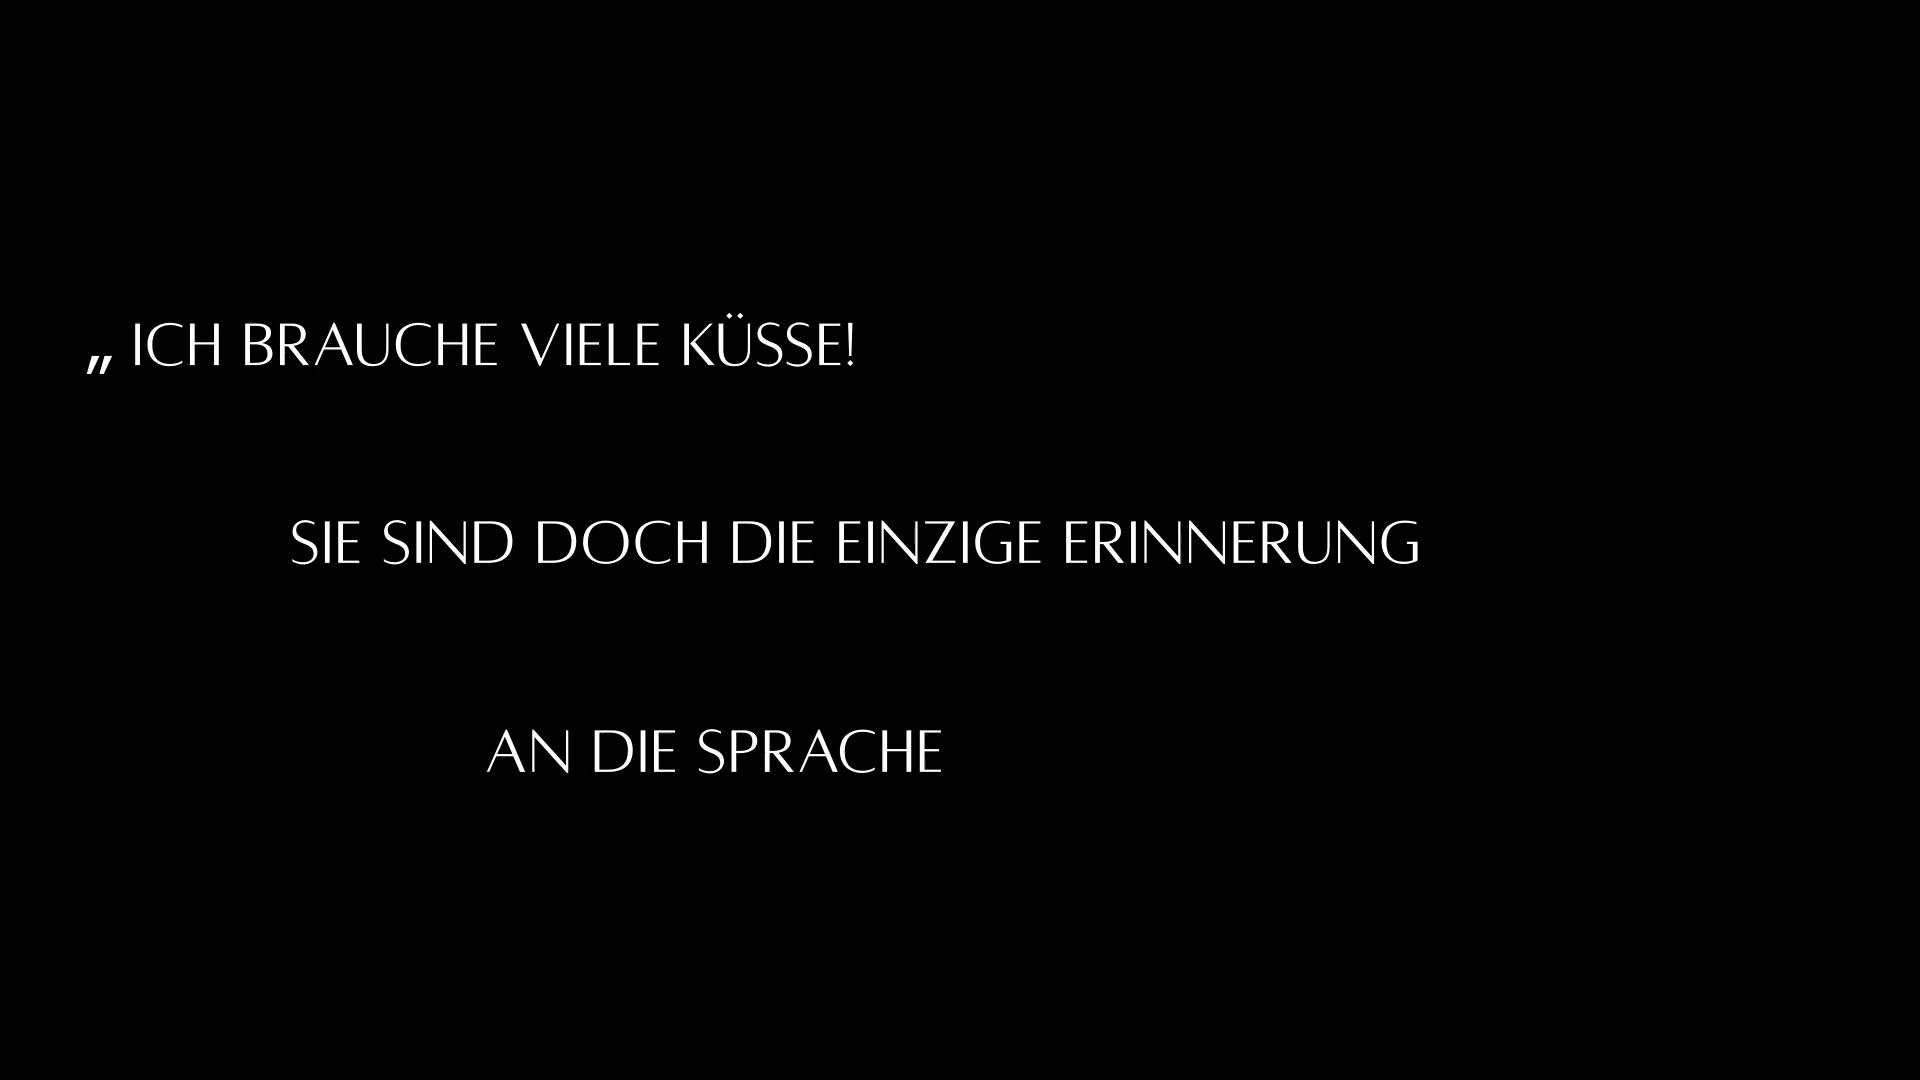 „ ICH BRAUCHE VIELE KÜSSE!
SIE SIND DOCH DIE EINZIGE ERINNERUNG
AN DIE SPRACHE